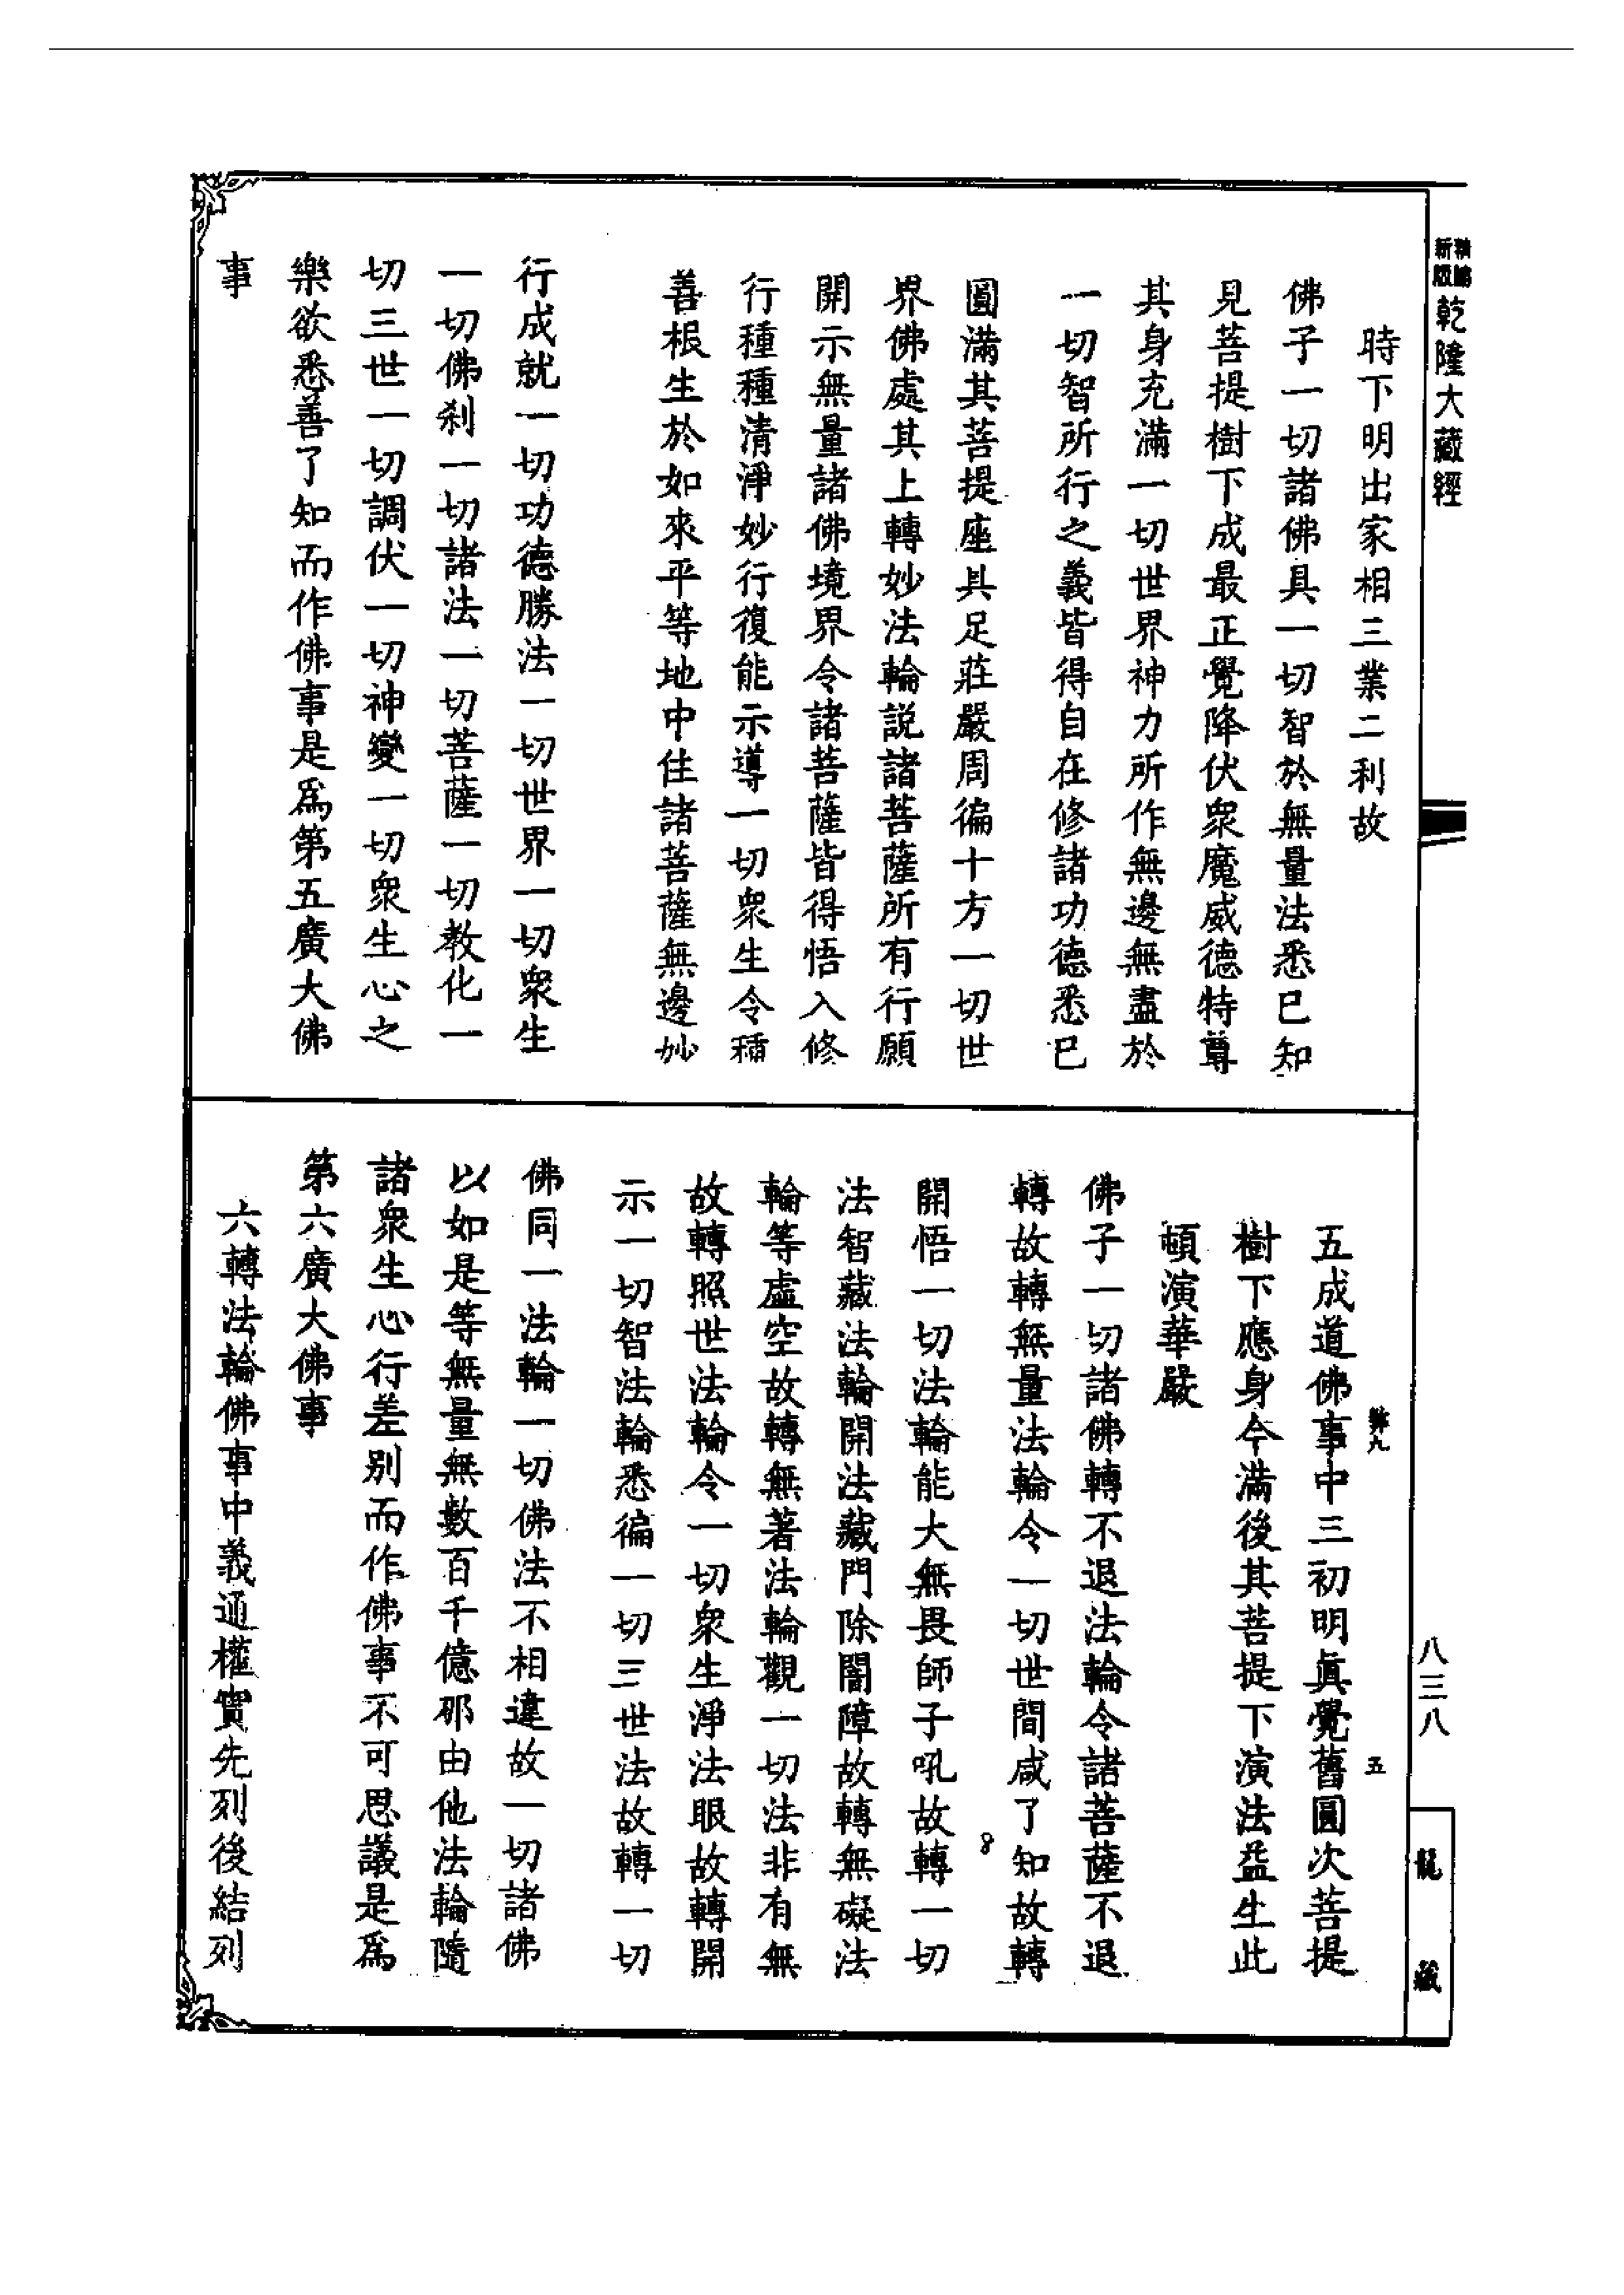 新編
縮版
乾隆大藏經
時下明出家相三業二利故
佛子一切諸佛具一切智於無量法悉已知
見菩提樹下成最正覺降伏衆魔威德特尊
其身充滿一切世界神力所作無邊無盡於
一切智所行之義皆得自在修諸功德悉已
圓滿其菩提座具足莊嚴周徧十方一切世
界佛處其上轉妙法輪說諸菩薩所有行願
開示無量諸佛境界令諸菩薩皆得悟入修
行種種清淨妙行復能示導一切衆生令種
善根生於如來平等地中住諸菩薩無邊妙
行成就一切功德勝法一切世界一切衆生
一切佛刹一切諸法一切菩薩一切教化一
切三世一切調伏一切神變一切衆生心之
樂欲悉善了知而作佛事是爲第五廣大佛
事
五成道佛事中三初明眞覺舊圓次菩提
樹下應身今滿後其菩提下演法益生此
頓演華嚴
佛子一切諸佛轉不退法輪令諸菩薩不退
轉故轉無量法輪令一切世間咸了知故轉
開悟一切法輪能大無畏師子吼故轉一切
法智藏法輪開法藏門除闇障故轉無礙法
輪等虛空故轉無著法輪觀一切法非有無
故轉照世法輪令一切衆生淨法眼故轉開
示一切智法輪悉徧一切三世法故轉一切
佛同一法輪一切佛法不相違故一切諸佛
以如是等無量無數百千億那由他法輪隨
諸衆生心行差別而作佛事不可思議是爲
第六廣大佛事
六轉法輪佛事中義通權實先列後結列
五
八三八
龍藏